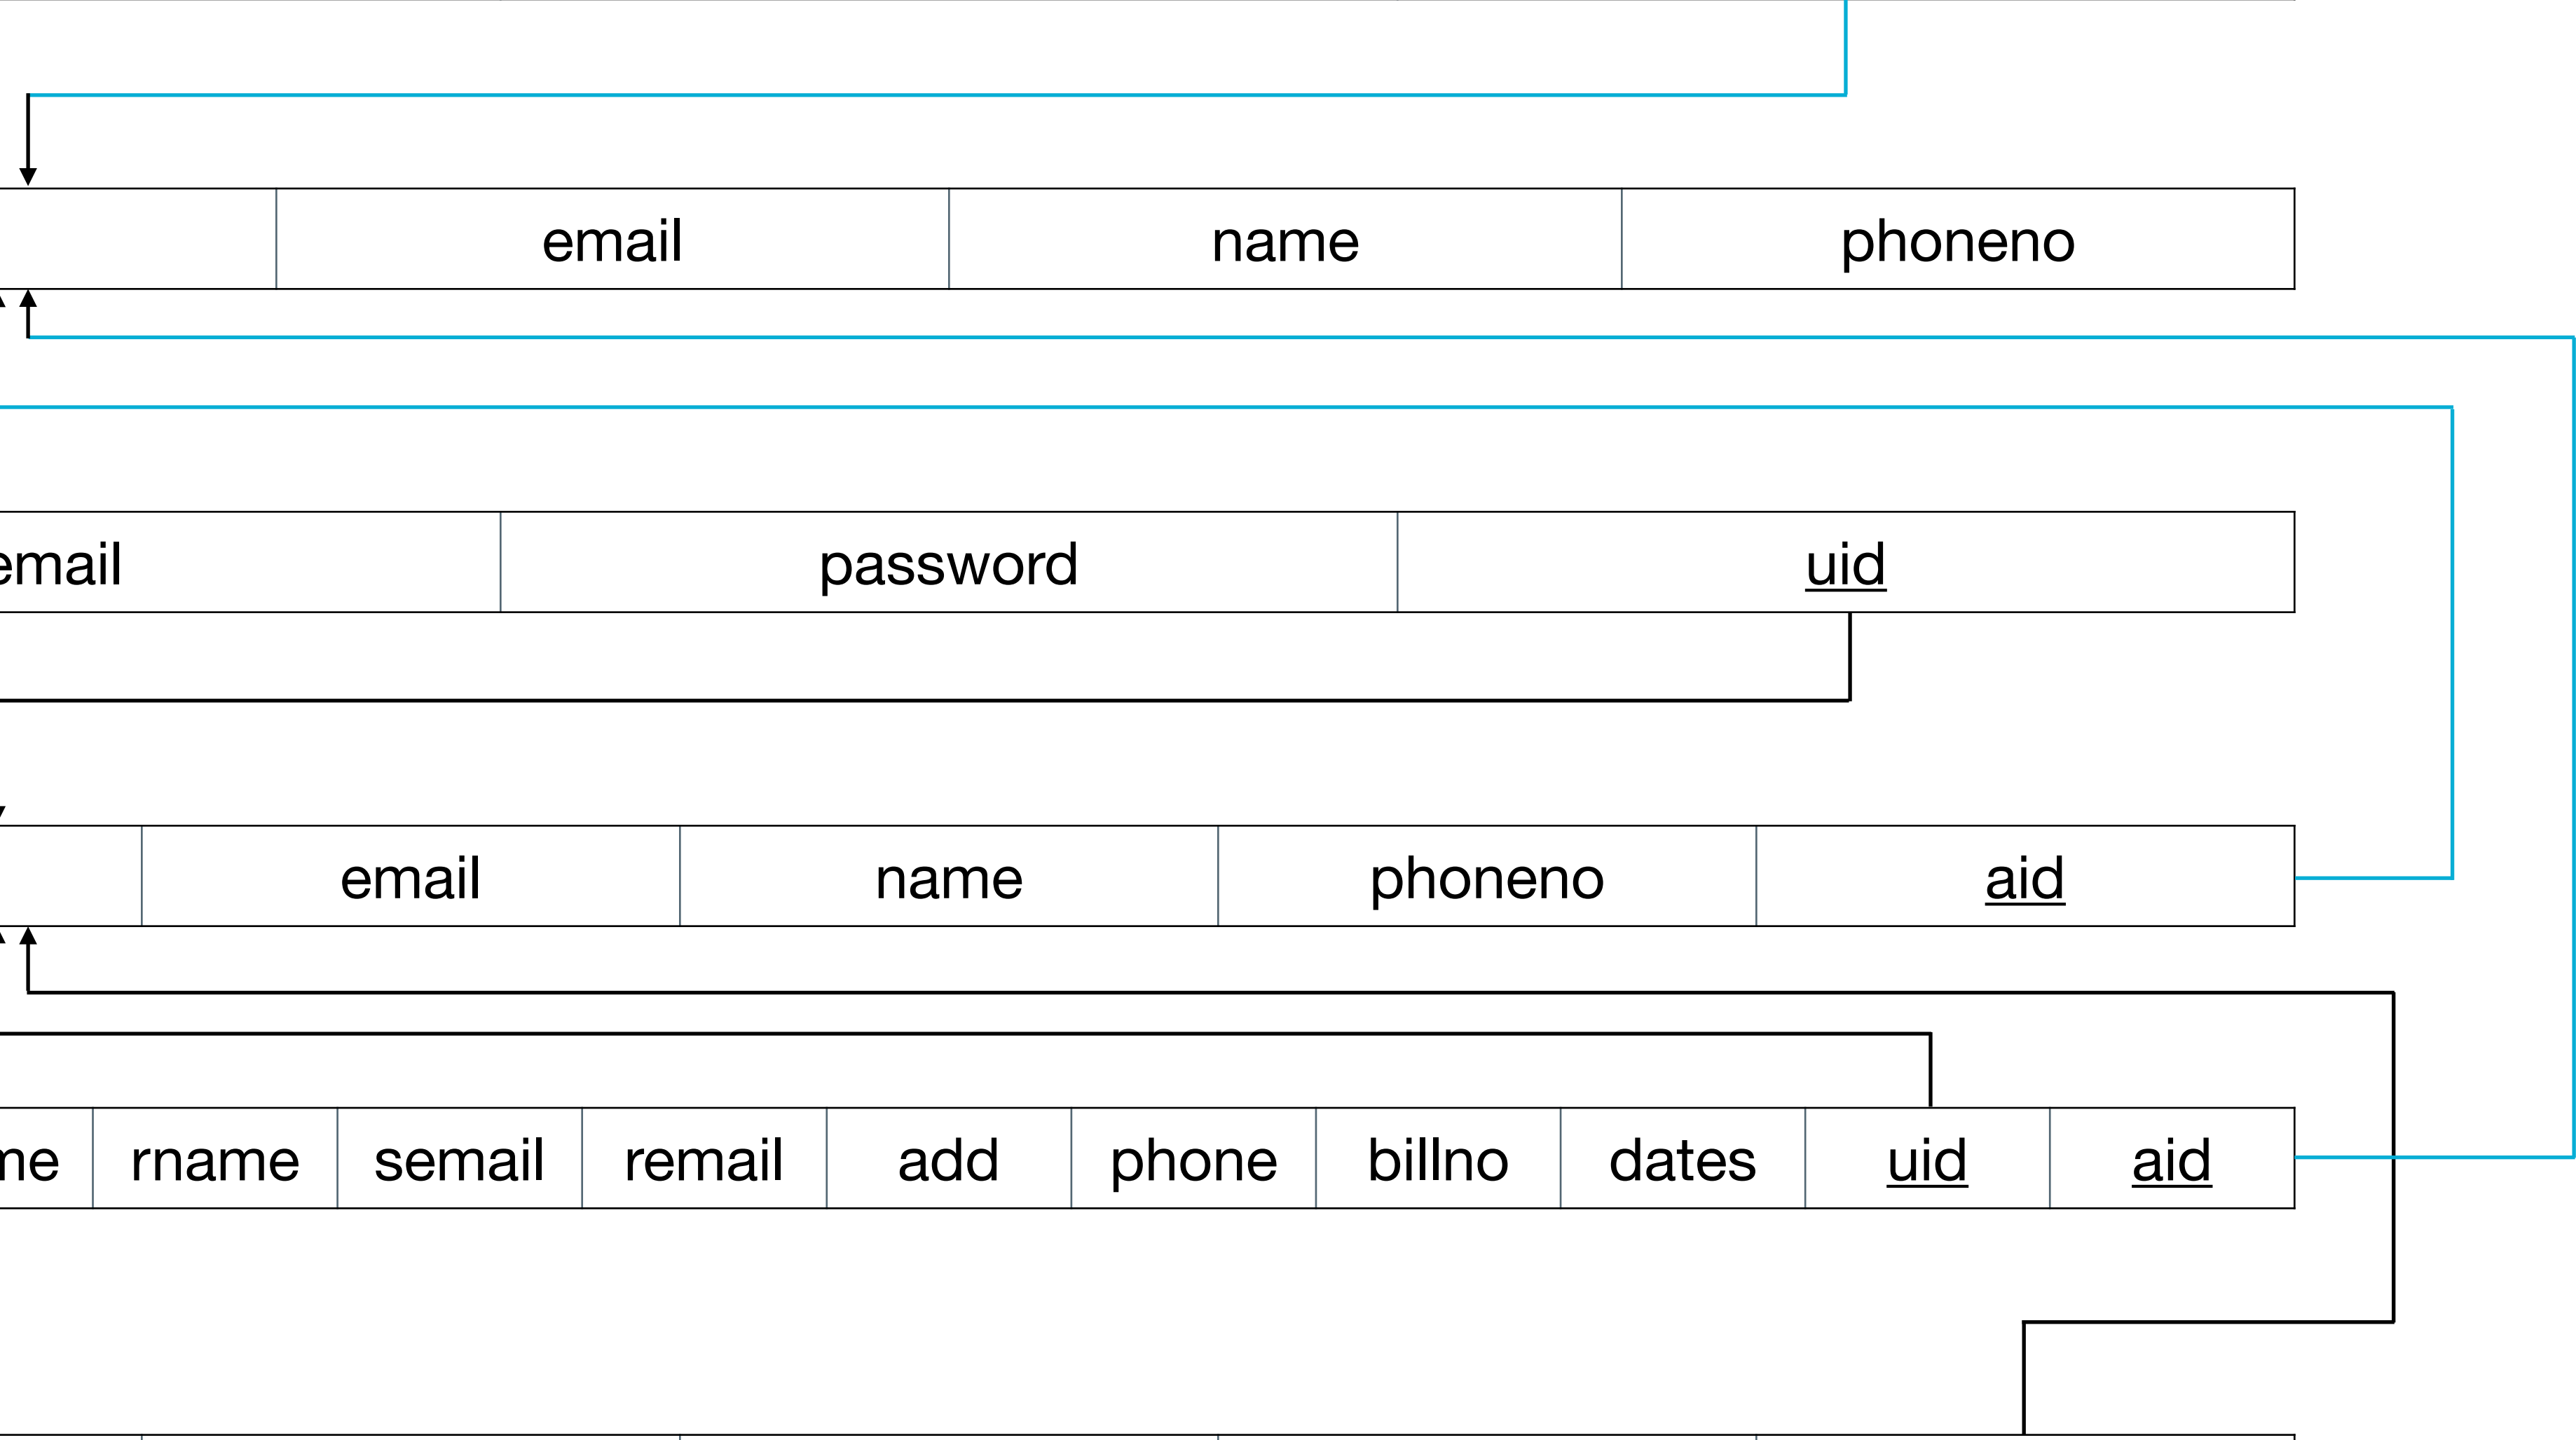 email name phoneno
email password uid
email name phoneno aid
rname semail remail add phone billno dates uid aid